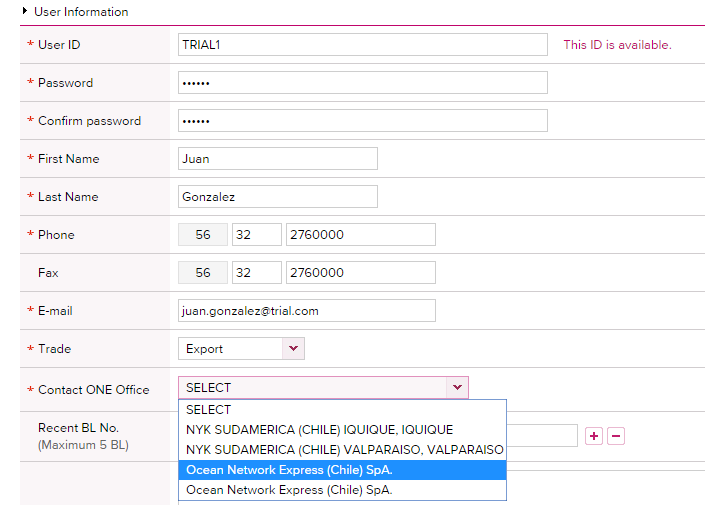 User Information
* User ID TRIAL1 This ID is available.
* Password ••••••
* Confirm password ••••••
* First Name Juan
* Last Name Gonzalez
* Phone 56 32 2760000
Fax 56 32 2760000
* E-mail juan.gonzalez@trial.com
* Trade Export
* Contact ONE Office SELECT
SELECT
Recent BL No. NYK SUDAMERICA (CHILE) IQUIQUE, IQUIQUE + −
(Maximum 5 BL) NYK SUDAMERICA (CHILE) VALPARAISO, VALPARAISO
Ocean Network Express (Chile) SpA.
Ocean Network Express (Chile) SpA.